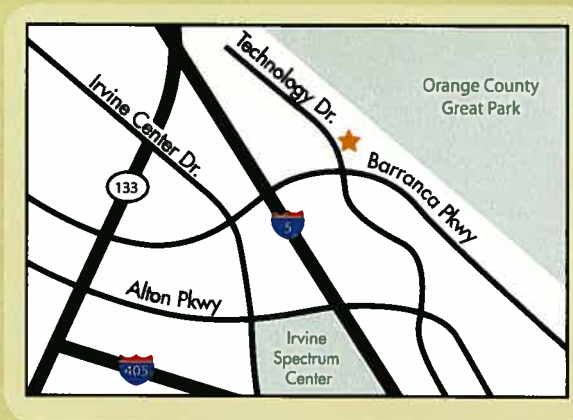 Technology Dr.
Irvine Center Dr.
Orange County
Great Park
Barranca Pkwy
133
5
Alton Pkwy
Irvine
Spectrum
Center
405